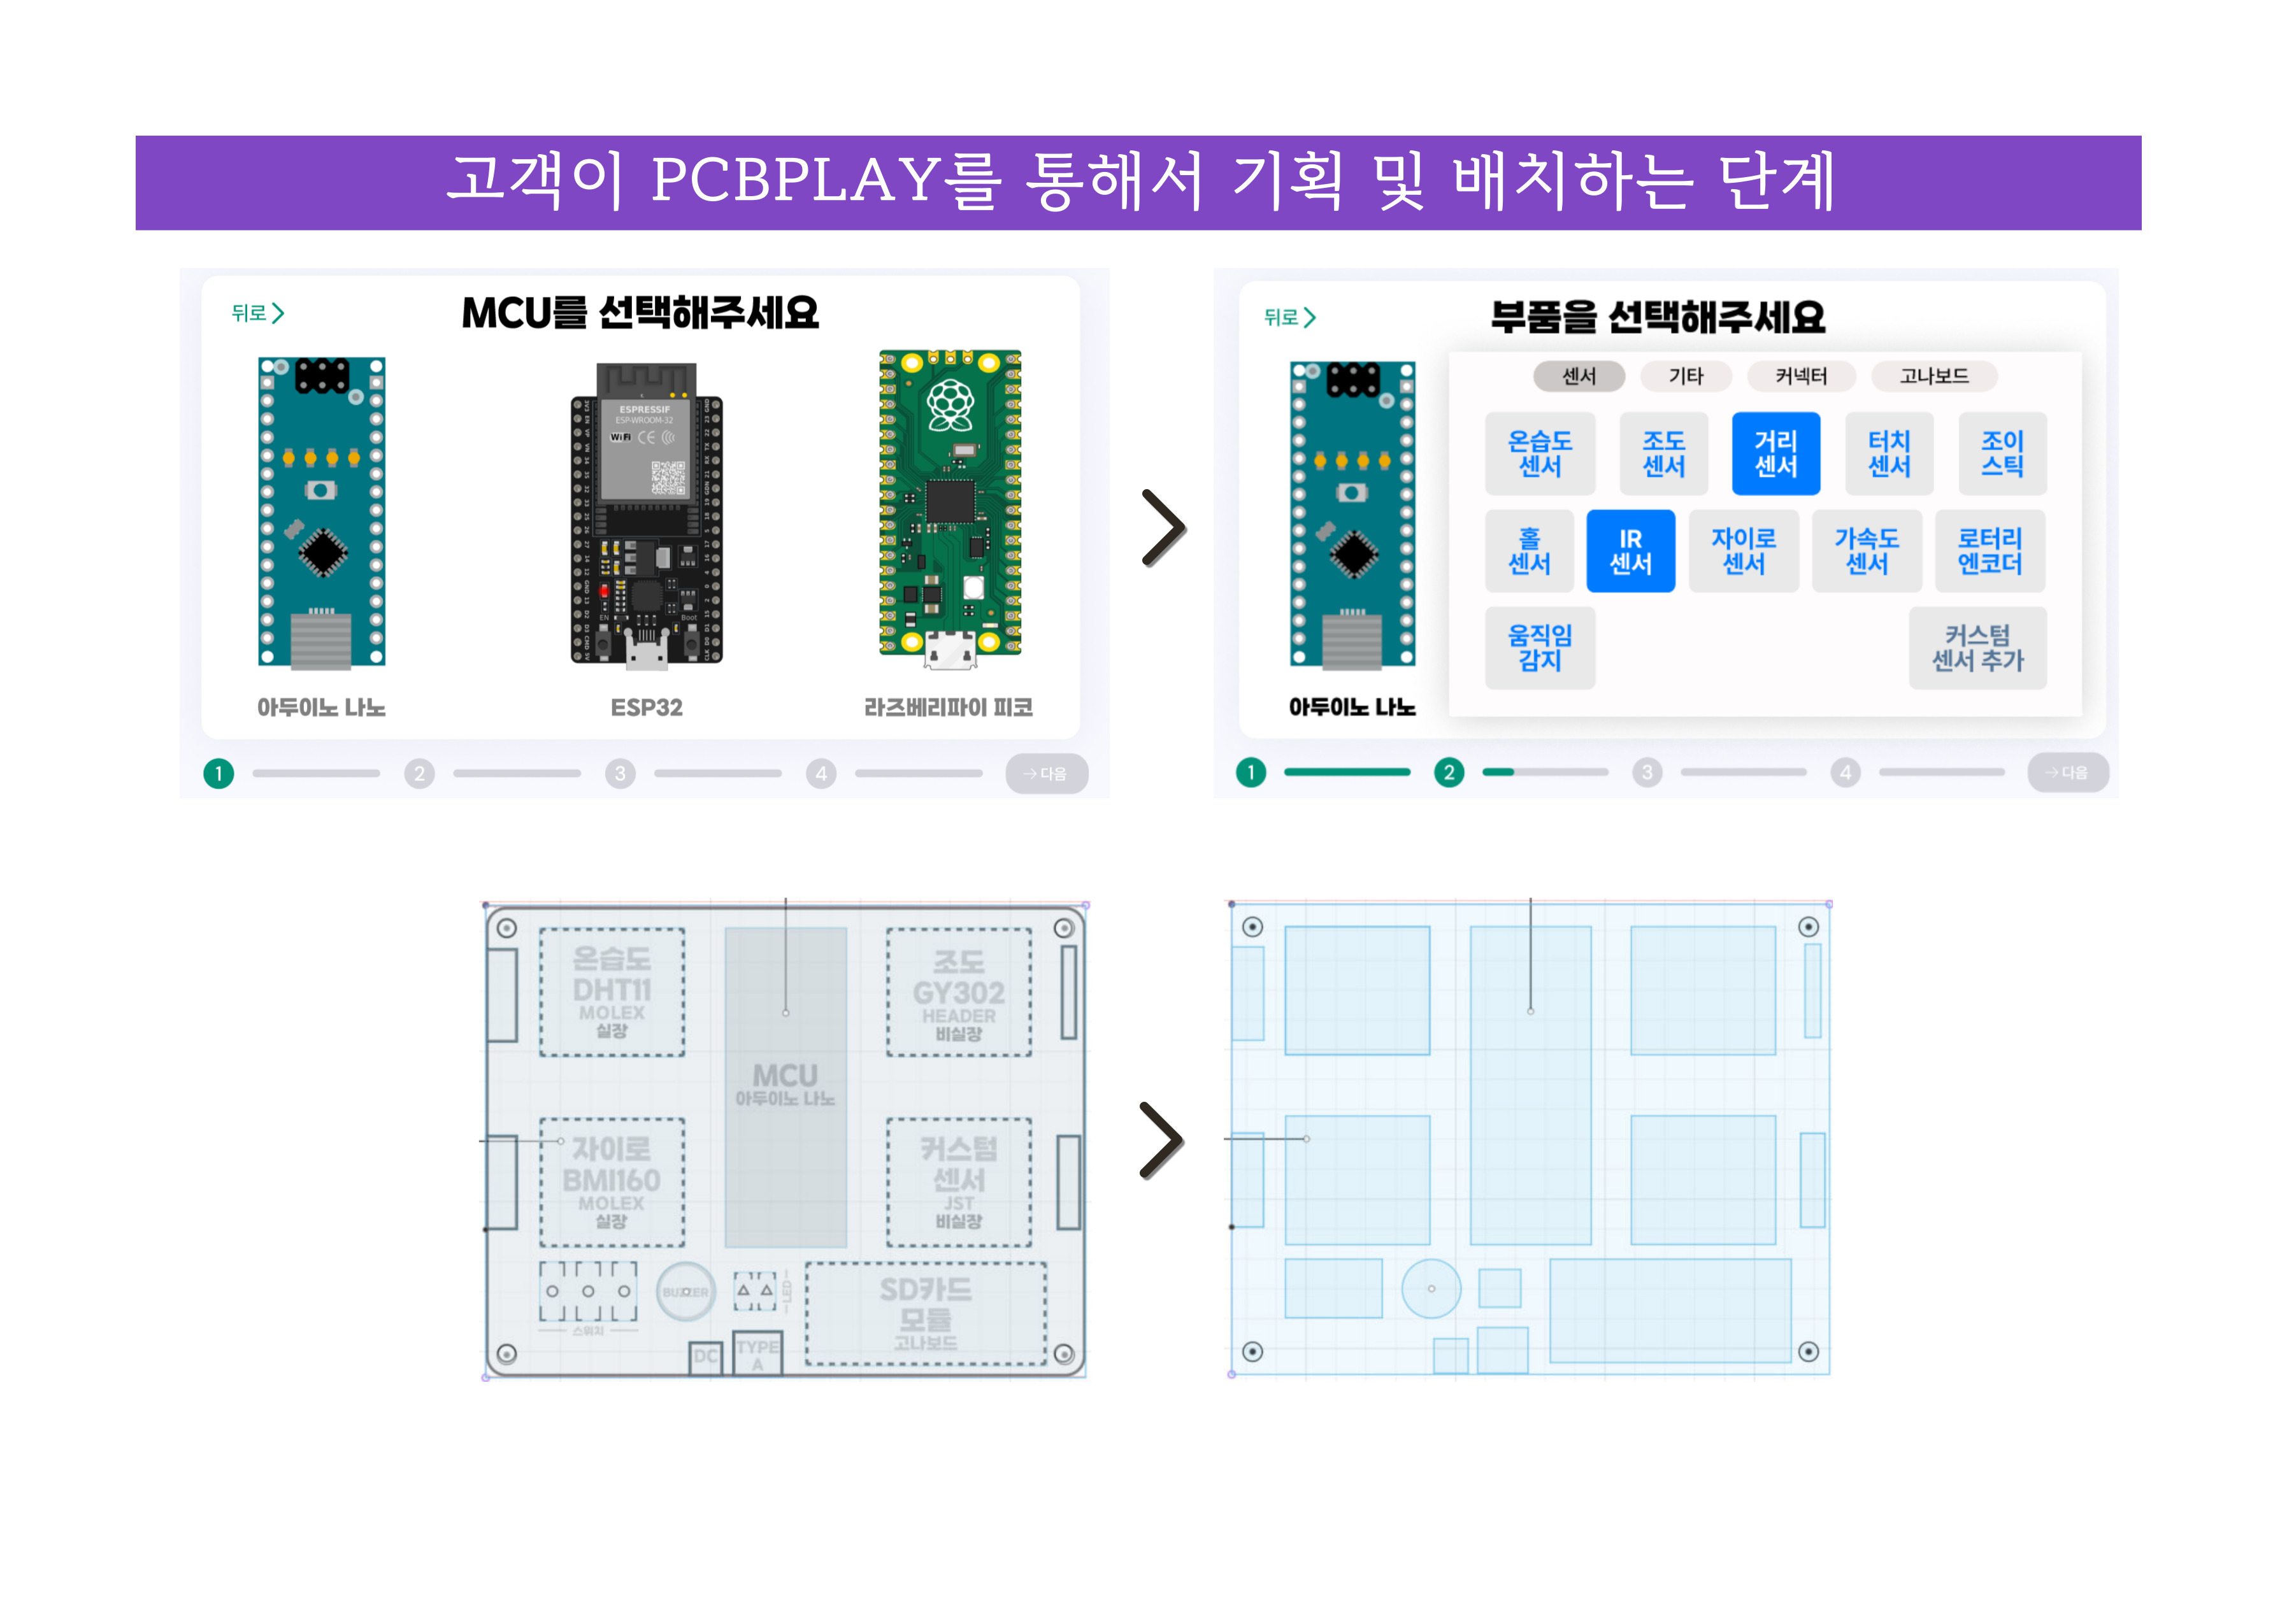 고객이 PCBPLAY를 통해서 기획 및 배치하는 단계
뒤로
MCU를 선택해주세요
ESPRESSIF
ESP-WROOM-32
WiFi CE
EN
Boot
아두이노 나노
ESP32
라즈베리파이 피코
1
2
3
4
→ 다음
뒤로
부품을 선택해주세요
센서
기타
커넥터
고나보드
온습도
센서
조도
센서
거리
센서
터치
센서
조이
스틱
홀
센서
IR
센서
자이로
센서
가속도
센서
로터리
엔코더
움직임
감지
커스텀
센서 추가
아두이노 나노
1
2
3
4
→ 다음
온습도
DHT11
MOLEX
실장
MCU
아두이노 나노
조도
GY302
HEADER
비실장
자이로
BMI160
MOLEX
실장
커스텀
센서
JST
비실장
스위치
BUZZER
LED
DC
TYPE
A
SD카드
모듈
고나보드